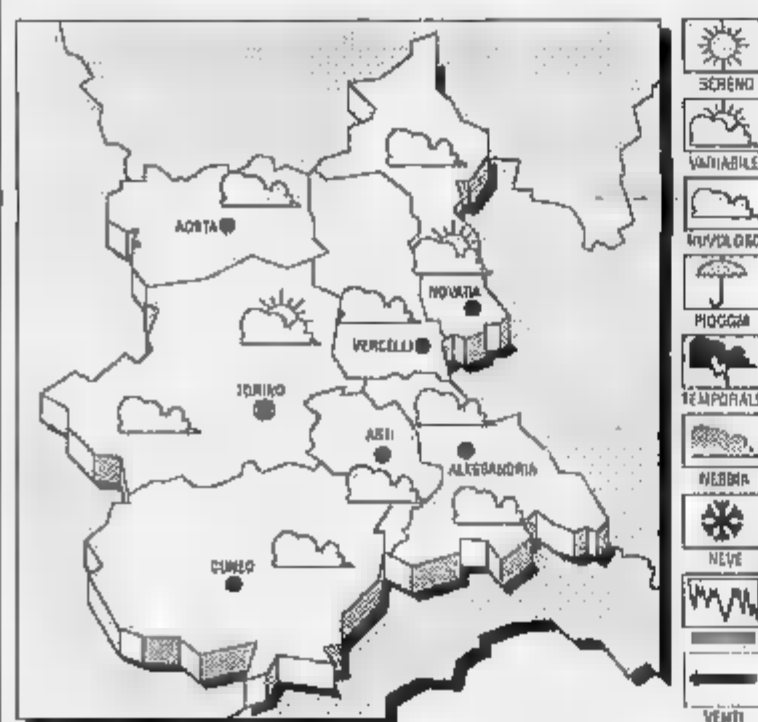 SERENO
VARIABILE
NUVOLOSO
PIOGGIA
TEMPORALE
NEBBIA
NEVE
VENTI
AOSTA
NOVARA
VERCELLI
TORINO
ASTI
ALESSANDRIA
CUNEO